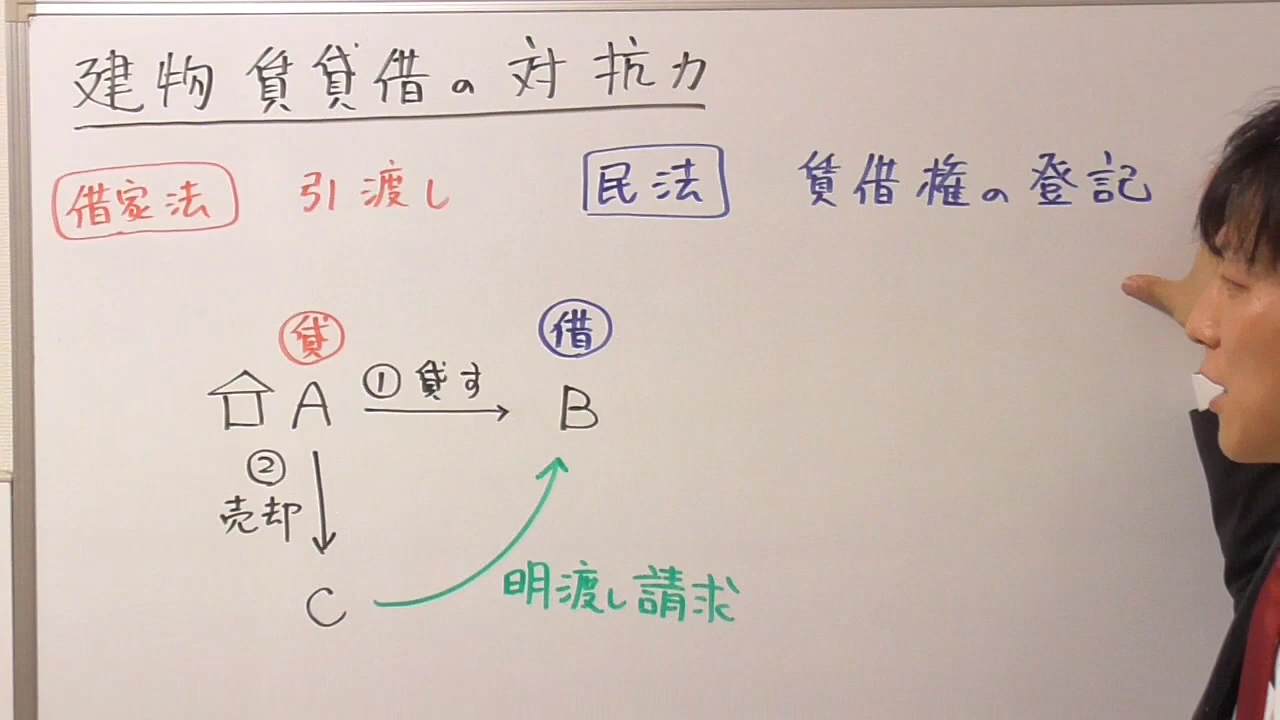 建物賃貸借の対抗力
借家法 引渡し 民法 賃借権の登記
貸 借
A ①貸す B
②
売却
C 明渡し請求